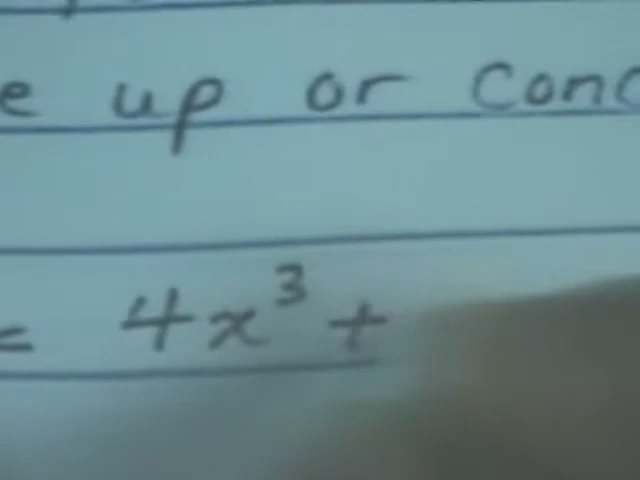 e up or conc
= 4x³ +